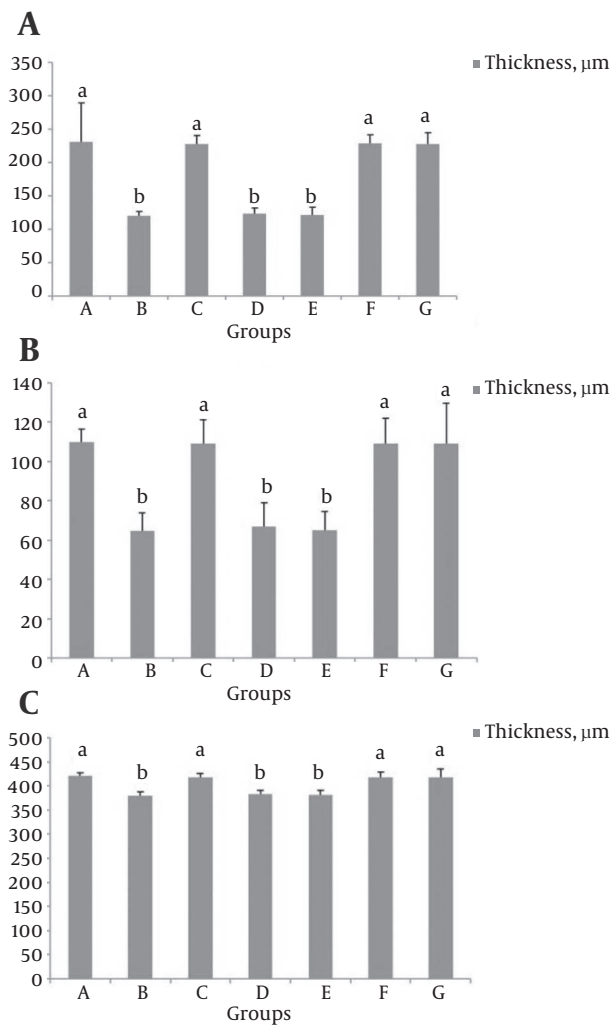 A
Thickness, μm
350
300
250
200
150
100
50
0
a
b
a
b
b
a
a
A B C D E F G
Groups
B
Thickness, μm
140
120
100
80
60
40
20
0
a
b
a
b
b
a
a
A B C D E F G
Groups
C
Thickness, μm
500
450
400
350
300
250
200
150
100
50
0
a
b
a
b
b
a
a
A B C D E F G
Groups